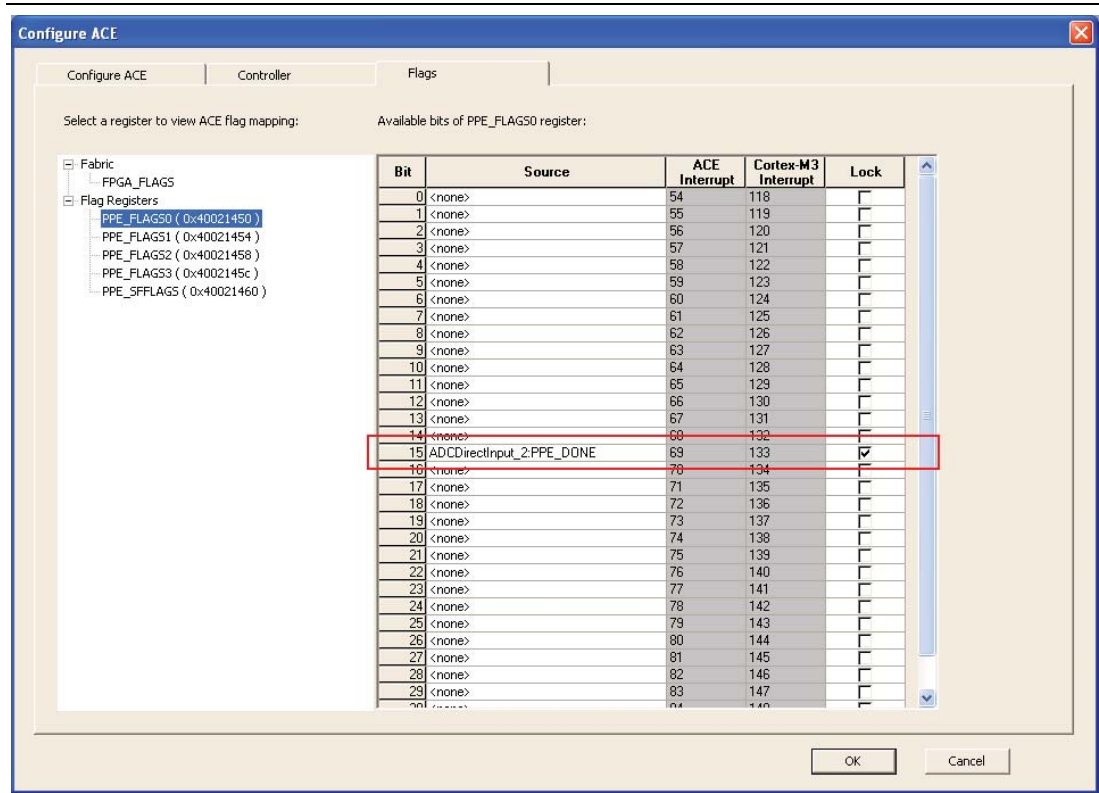 Configure ACE
Configure ACE Controller Flags
Select a register to view ACE flag mapping: Available bits of PPE_FLAGS0 register:
Fabric
FPGA_FLAGS
Flag Registers
PPE_FLAGS0 ( 0x40021450 )
PPE_FLAGS1 ( 0x40021454 )
PPE_FLAGS2 ( 0x40021458 )
PPE_FLAGS3 ( 0x4002145c )
PPE_SFFLAGS ( 0x40021460 )
Bit Source ACE Interrupt Cortex-M3 Interrupt Lock
0 <none> 54 118
1 <none> 55 119
2 <none> 56 120
3 <none> 57 121
4 <none> 58 122
5 <none> 59 123
6 <none> 60 124
7 <none> 61 125
8 <none> 62 126
9 <none> 63 127
10 <none> 64 128
11 <none> 65 129
12 <none> 66 130
13 <none> 67 131
14 <none> 68 132
15 ADCDirectInput_2:PPE_DONE 69 133
16 <none> 70 134
17 <none> 71 135
18 <none> 72 136
19 <none> 73 137
20 <none> 74 138
21 <none> 75 139
22 <none> 76 140
23 <none> 77 141
24 <none> 78 142
25 <none> 79 143
26 <none> 80 144
27 <none> 81 145
28 <none> 82 146
29 <none> 83 147
OK Cancel